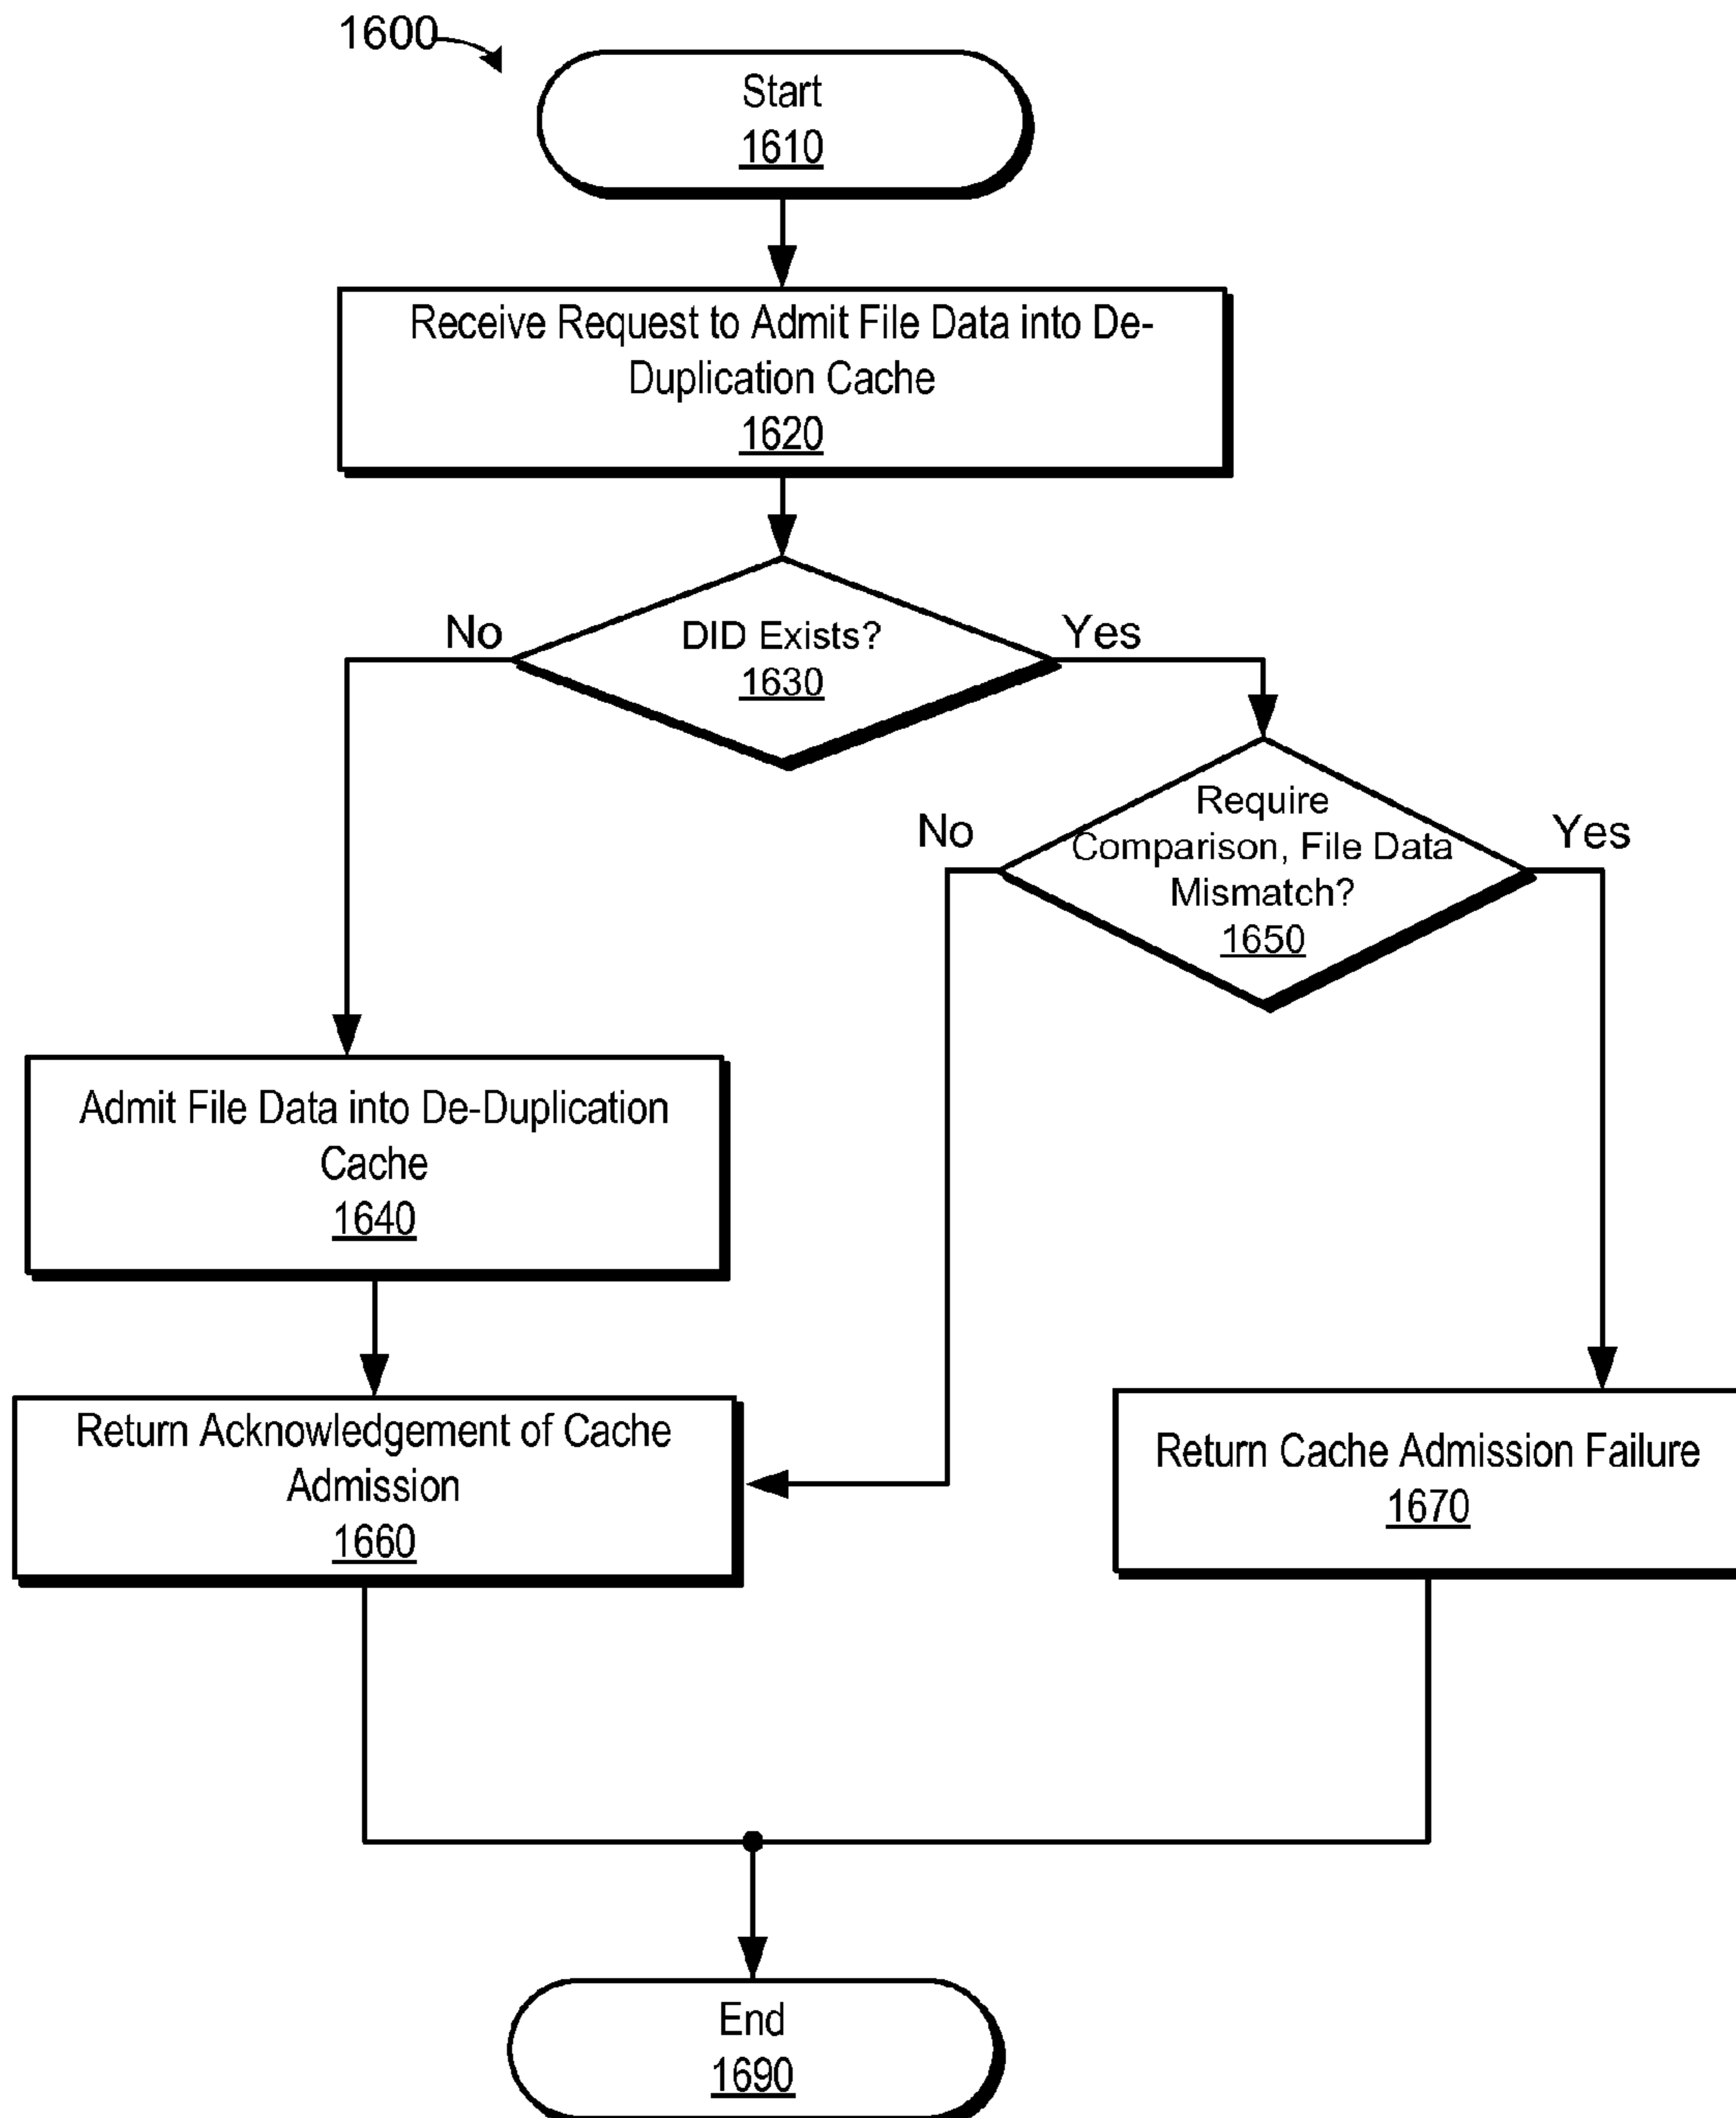 1600
Start
1610
Receive Request to Admit File Data into De-
Duplication Cache
1620
No
DID Exists?
1630
Yes
No
Require
Comparison, File Data
Mismatch?
1650
Yes
Admit File Data into De-Duplication
Cache
1640
Return Acknowledgement of Cache
Admission
1660
Return Cache Admission Failure
1670
End
1690